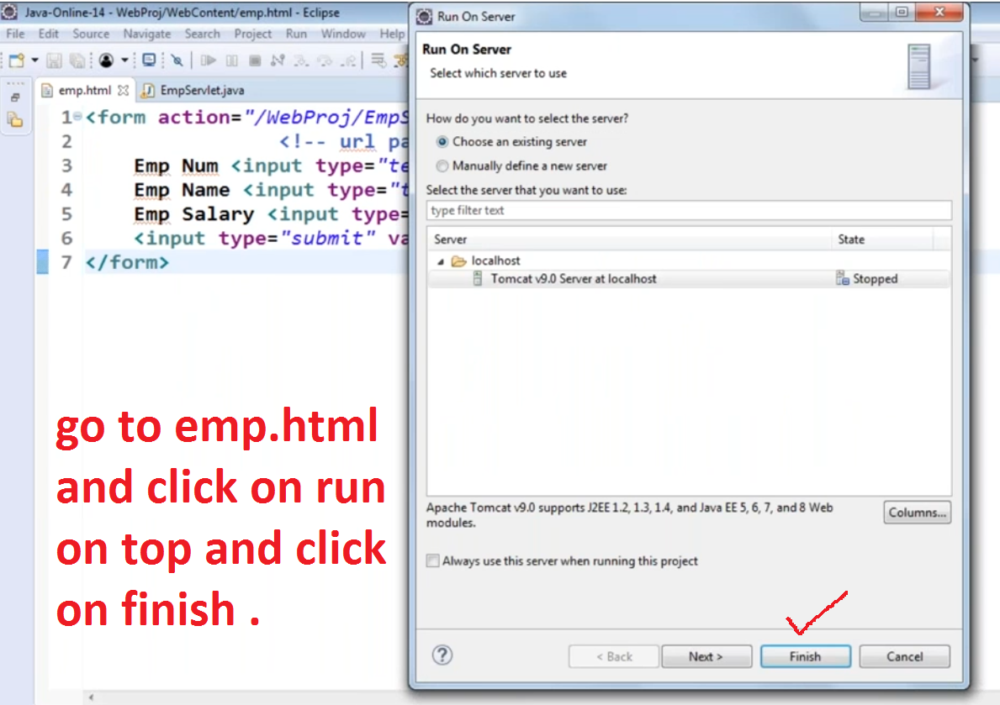 Java-Online-14 - WebProj/WebContent/emp.html - Eclipse
File Edit Source Navigate Search Project Run Window Help
emp.html EmpServlet.java
1 <form action="/WebProj/EmpS
2 <!-- url pa
3 Emp Num <input type="te
4 Emp Name <input type="t
5 Emp Salary <input type=
6 <input type="submit" va
7 </form>
go to emp.html
and click on run
on top and click
on finish .
Run On Server
Run On Server
Select which server to use
How do you want to select the server?
Choose an existing server
Manually define a new server
Select the server that you want to use:
type filter text
Server State
localhost
Tomcat v9.0 Server at localhost Stopped
Apache Tomcat v9.0 supports J2EE 1.2, 1.3, 1.4, and Java EE 5, 6, 7, and 8 Web
modules.
Columns...
Always use this server when running this project
? < Back Next > Finish Cancel